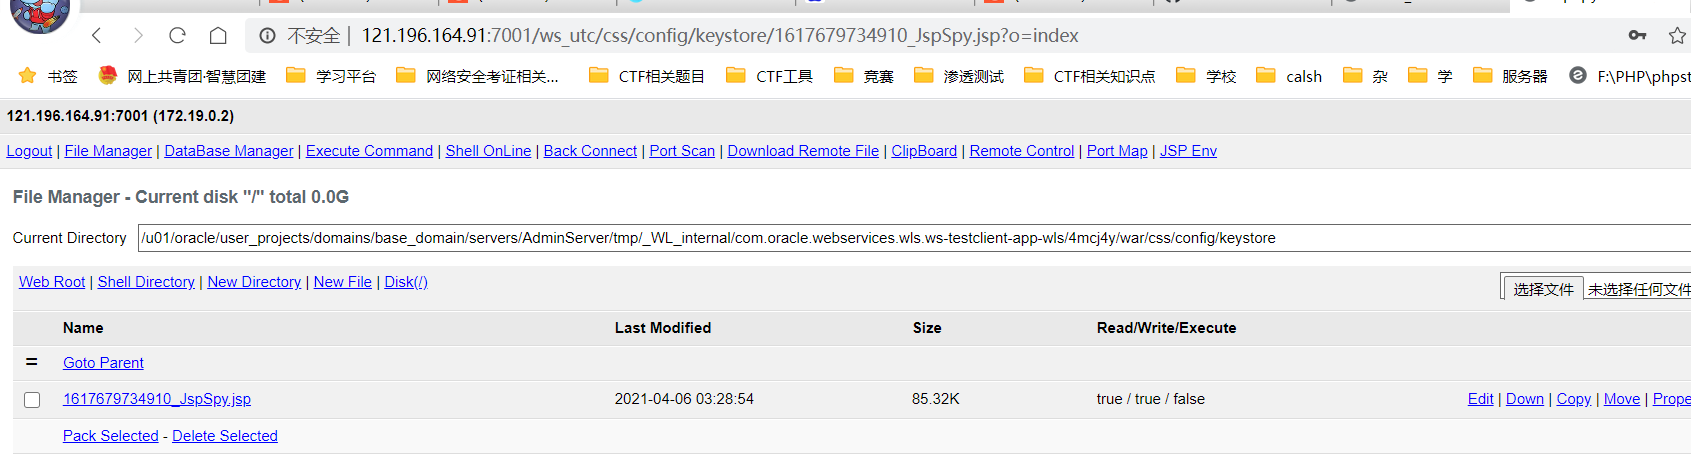 不安全 | 121.196.164.91:7001/ws_utc/css/config/keystore/1617679734910_JspSpy.jsp?o=index
书签 网上共青团·智慧团建 学习平台 网络安全考证相关... CTF相关题目 CTF工具 竞赛 渗透测试 CTF相关知识点 学校 calsh 杂 学 服务器 F:\PHP\phpst
121.196.164.91:7001 (172.19.0.2)
Logout | File Manager | DataBase Manager | Execute Command | Shell OnLine | Back Connect | Port Scan | Download Remote File | ClipBoard | Remote Control | Port Map | JSP Env
File Manager - Current disk "/" total 0.0G
Current Directory /u01/oracle/user_projects/domains/base_domain/servers/AdminServer/tmp/_WL_internal/com.oracle.webservices.wls.ws-testclient-app-wls/4mcj4y/war/css/config/keystore
Web Root | Shell Directory | New Directory | New File | Disk(/) 选择文件 未选择任何文件
Name Last Modified Size Read/Write/Execute
= Goto Parent
1617679734910_JspSpy.jsp 2021-04-06 03:28:54 85.32K true / true / false Edit | Down | Copy | Move | Prope
Pack Selected - Delete Selected